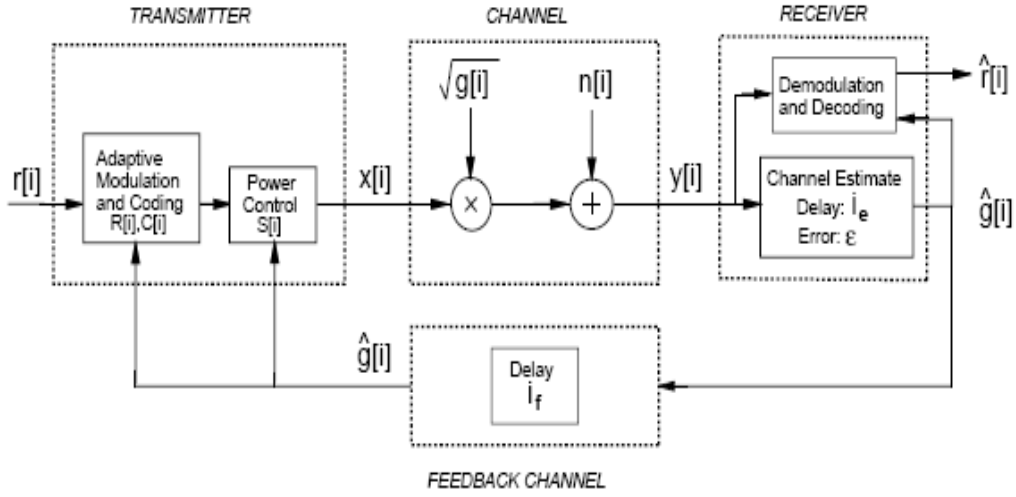 TRANSMITTER
CHANNEL
RECEIVER
r[i]
Adaptive
Modulation
and Coding
R[i],C[i]
Power
Control
S[i]
x[i]
√g[i]
n[i]
×
+
y[i]
Demodulation
and Decoding
r̂[i]
Channel Estimate
Delay: i_e
Error: ε
ĝ[i]
ĝ[i]
Delay
i_f
FEEDBACK CHANNEL